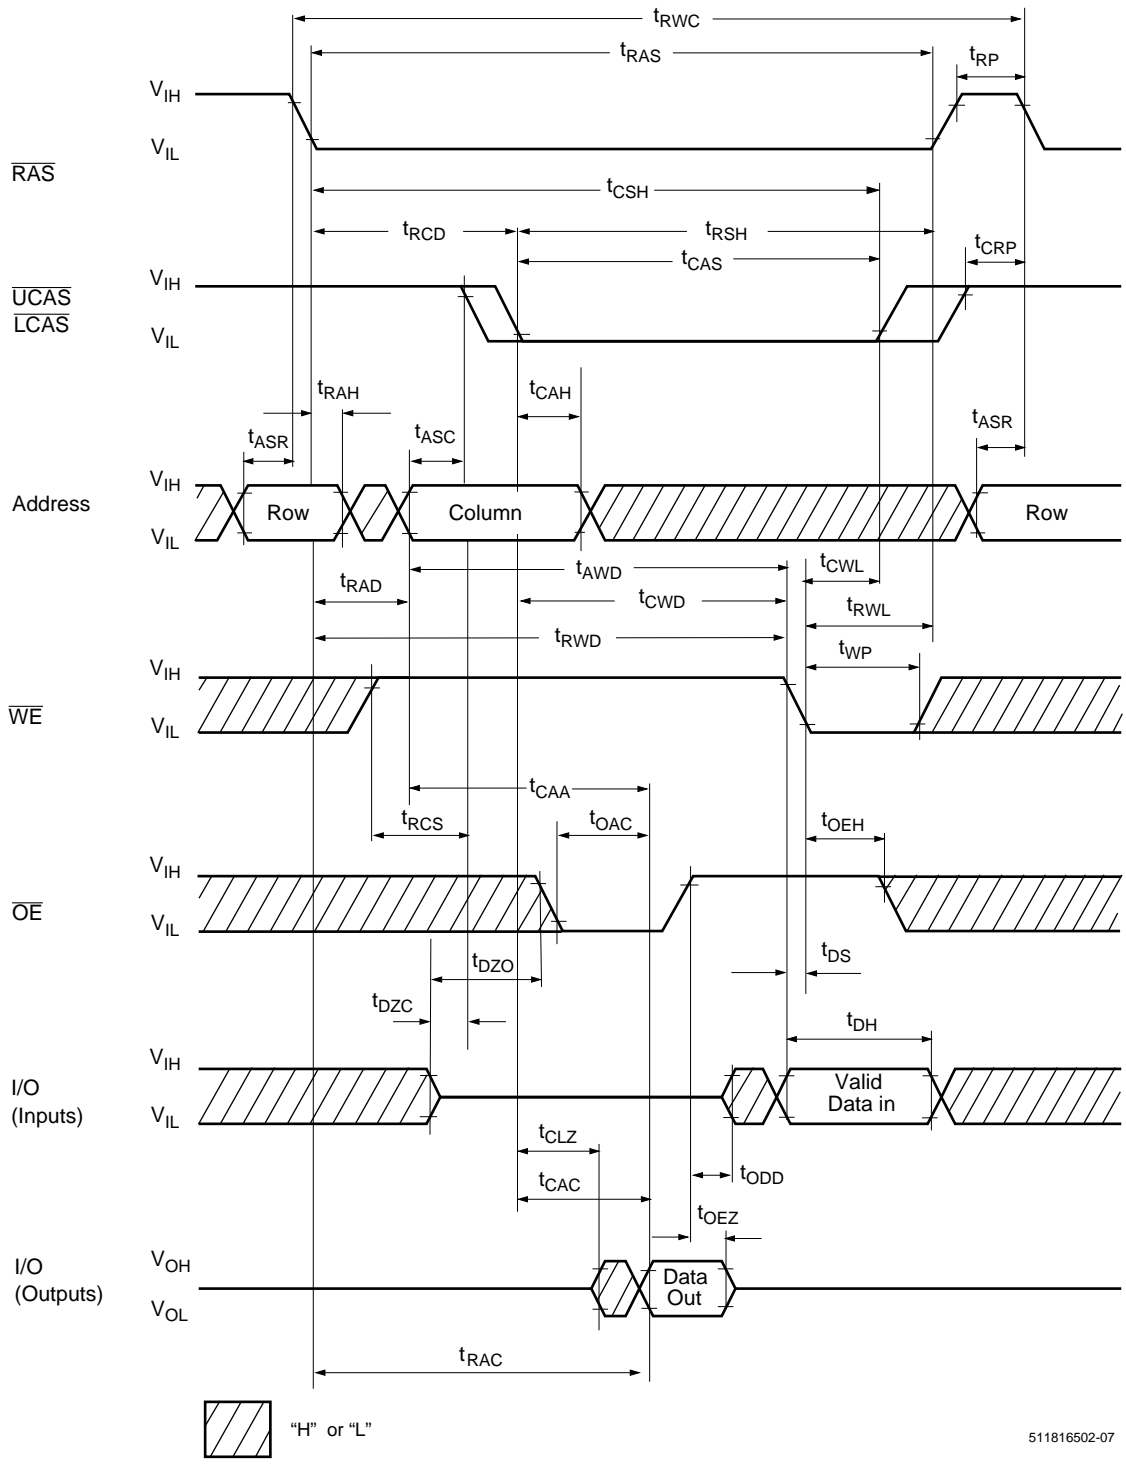 tRWC
tRAS
tRP
VIH
VIL
RAS
tCSH
tRCD
tRSH
tCRP
tCAS
VIH
UCAS
LCAS
VIL
tRAH
tCAH
tASR
tASC
tASR
VIH
Address
Row
Column
Row
VIL
tAWD
tCWL
tRAD
tCWD
tRWL
tRWD
tWP
VIH
WE
VIL
tCAA
tRCS
tOAC
tOEH
VIH
OE
VIL
tDZO
tDS
tDZC
tDH
VIH
I/O
(Inputs)
Valid
Data in
VIL
tCLZ
tODD
tCAC
tOEZ
VOH
I/O
(Outputs)
Data
Out
VOL
tRAC
“H” or “L”
511816502-07